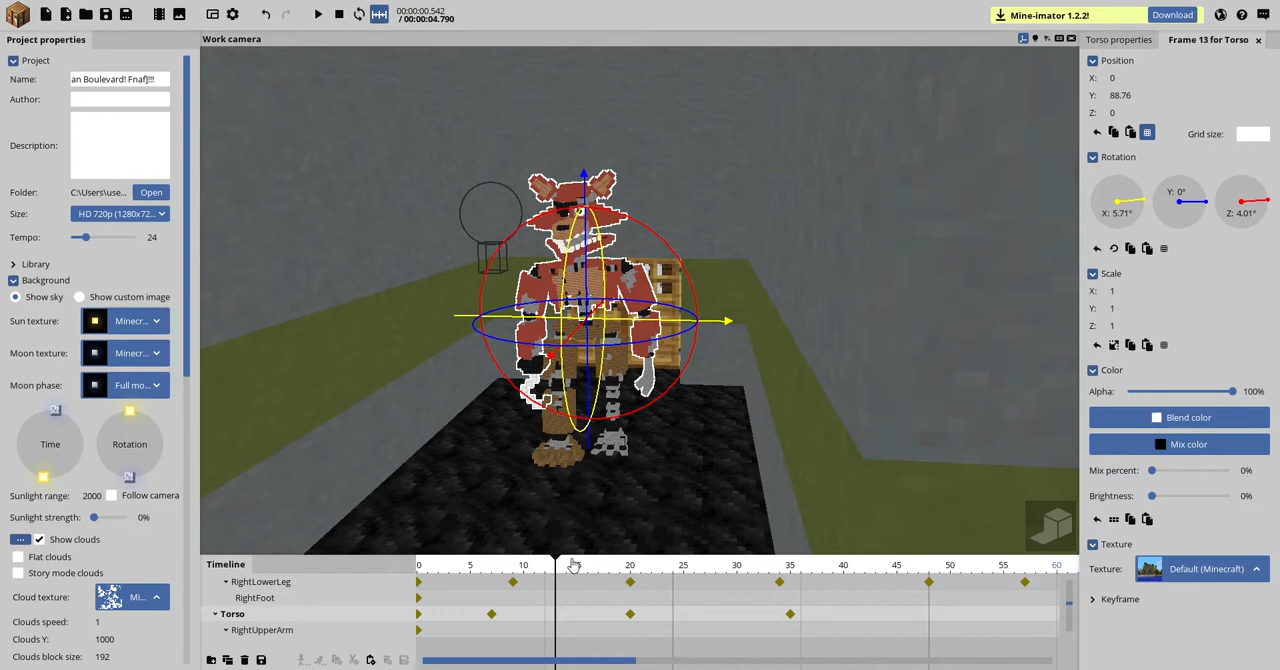 00:00:00.542
/ 00:00:04.790
Mine-imator 1.2.2!
Download
Project properties
Work camera
Torso properties
Frame 13 for Torso
Project
Name:
an Boulevard! Fnaf]!!!
Author:
Description:
Folder:
C:\Users\use...
Open
Size:
HD 720p (1280x72...
Tempo:
24
Library
Background
Show sky
Show custom image
Sun texture:
Minecr...
Moon texture:
Minecr...
Moon phase:
Full mo...
Time
Rotation
Sunlight range:
2000
Follow camera
Sunlight strength:
0%
...
Show clouds
Flat clouds
Story mode clouds
Cloud texture:
Mi...
Clouds speed:
1
Clouds Y:
1000
Clouds block size:
192
Timeline
0 5 10 15 20 25 30 35 40 45 50 55 60
RightLowerLeg
RightFoot
Torso
RightUpperArm
Position
X: 0
Y: 88.76
Z: 0
Grid size:
Rotation
X: 5.71°
Y: 0°
Z: 4.01°
Scale
X: 1
Y: 1
Z: 1
Color
Alpha:
100%
Blend color
Mix color
Mix percent:
0%
Brightness:
0%
Texture
Texture:
Default (Minecraft)
Keyframe